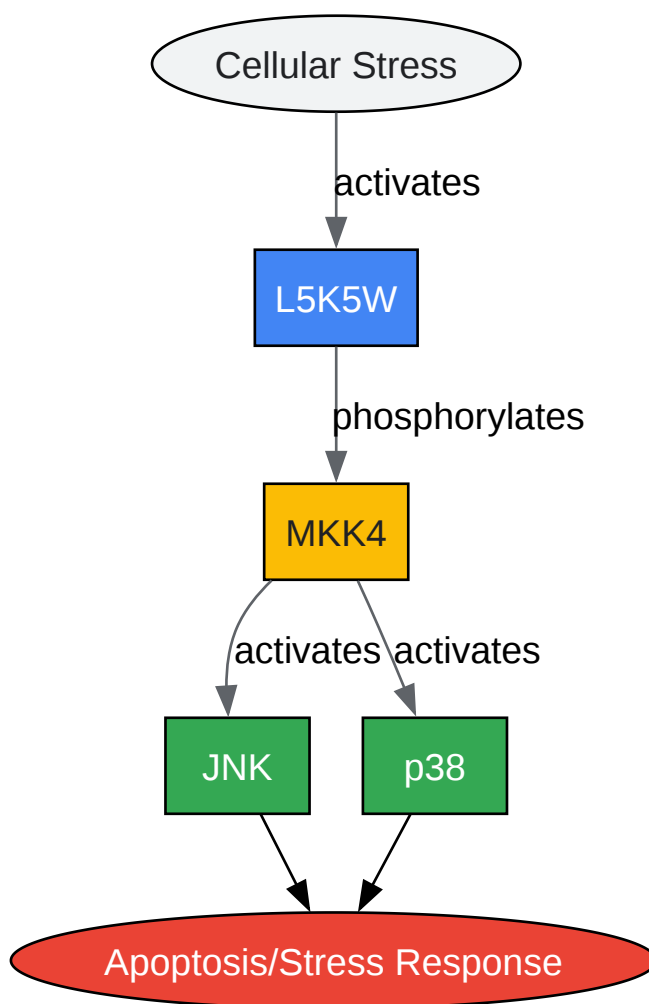 Cellular Stress
activates
L5K5W
phosphorylates
MKK4
activates activates
JNK
p38
Apoptosis/Stress Response